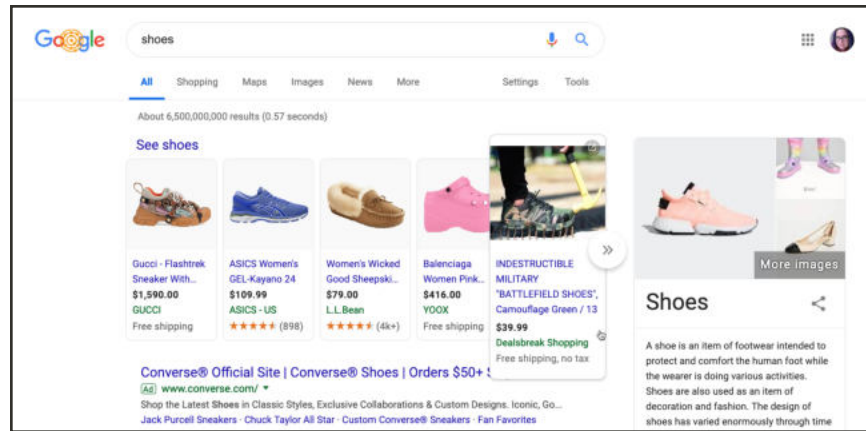 Google
shoes
All Shopping Maps Images News More Settings Tools
About 6,500,000,000 results (0.57 seconds)
See shoes
Gucci - Flashtrek
Sneaker With...
$1,590.00
GUCCI
Free shipping
ASICS Women's
GEL-Kayano 24
$109.99
ASICS - US
(898)
Women's Wicked
Good Sheepski...
$79.00
L.L.Bean
(4k+)
Balenciaga
Women Pink...
$416.00
YOOX
Free shipping
INDESTRUCTIBLE
MILITARY
"BATTLEFIELD SHOES",
Camouflage Green / 13
$39.99
Dealsbreak Shopping
Free shipping, no tax
More images
Shoes
A shoe is an item of footwear intended to
protect and comfort the human foot while
the wearer is doing various activities.
Shoes are also used as an item of
decoration and fashion. The design of
shoes has varied enormously through time
Converse® Official Site | Converse® Shoes | Orders $50+
Ad www.converse.com/
Shop the Latest Shoes in Classic Styles, Exclusive Collaborations & Custom Designs. Iconic, Go...
Jack Purcell Sneakers · Chuck Taylor All Star · Custom Converse® Sneakers · Fan Favorites